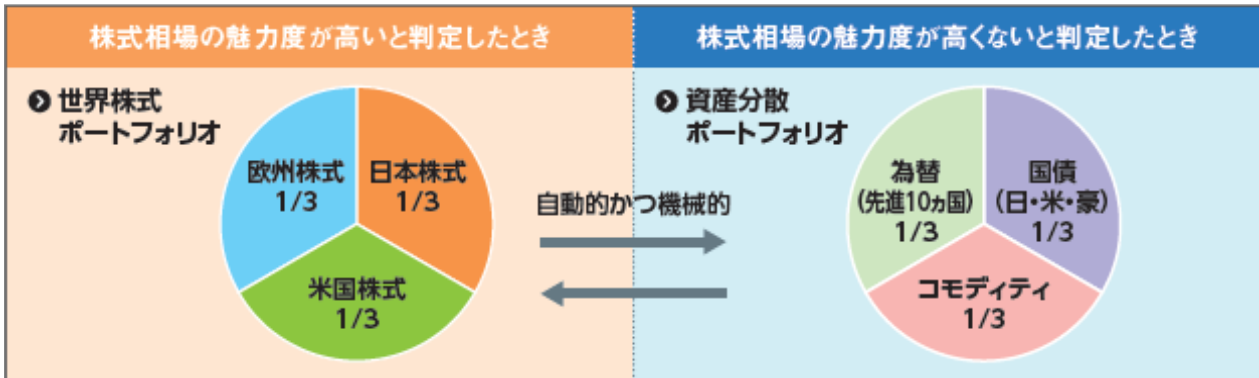 株式相場の魅力度が高いと判定したとき
株式相場の魅力度が高くないと判定したとき
世界株式
ポートフォリオ
欧州株式
1/3
日本株式
1/3
米国株式
1/3
自動的かつ機械的
資産分散
ポートフォリオ
為替
(先進10ヵ国)
1/3
国債
(日・米・豪)
1/3
コモディティ
1/3